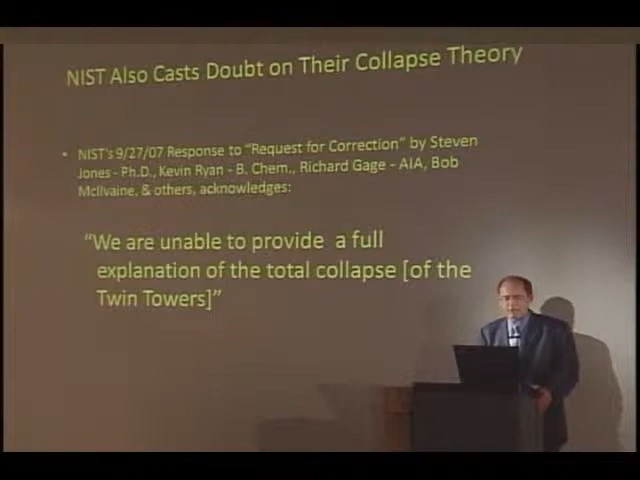 NIST Also Casts Doubt on Their Collapse Theory
• NIST's 9/27/07 Response to "Request for Correction" by Steven
Jones - Ph.D., Kevin Ryan - B. Chem., Richard Gage - AIA, Bob
McIlvaine, & others, acknowledges:
"We are unable to provide a full
explanation of the total collapse [of the
Twin Towers]"